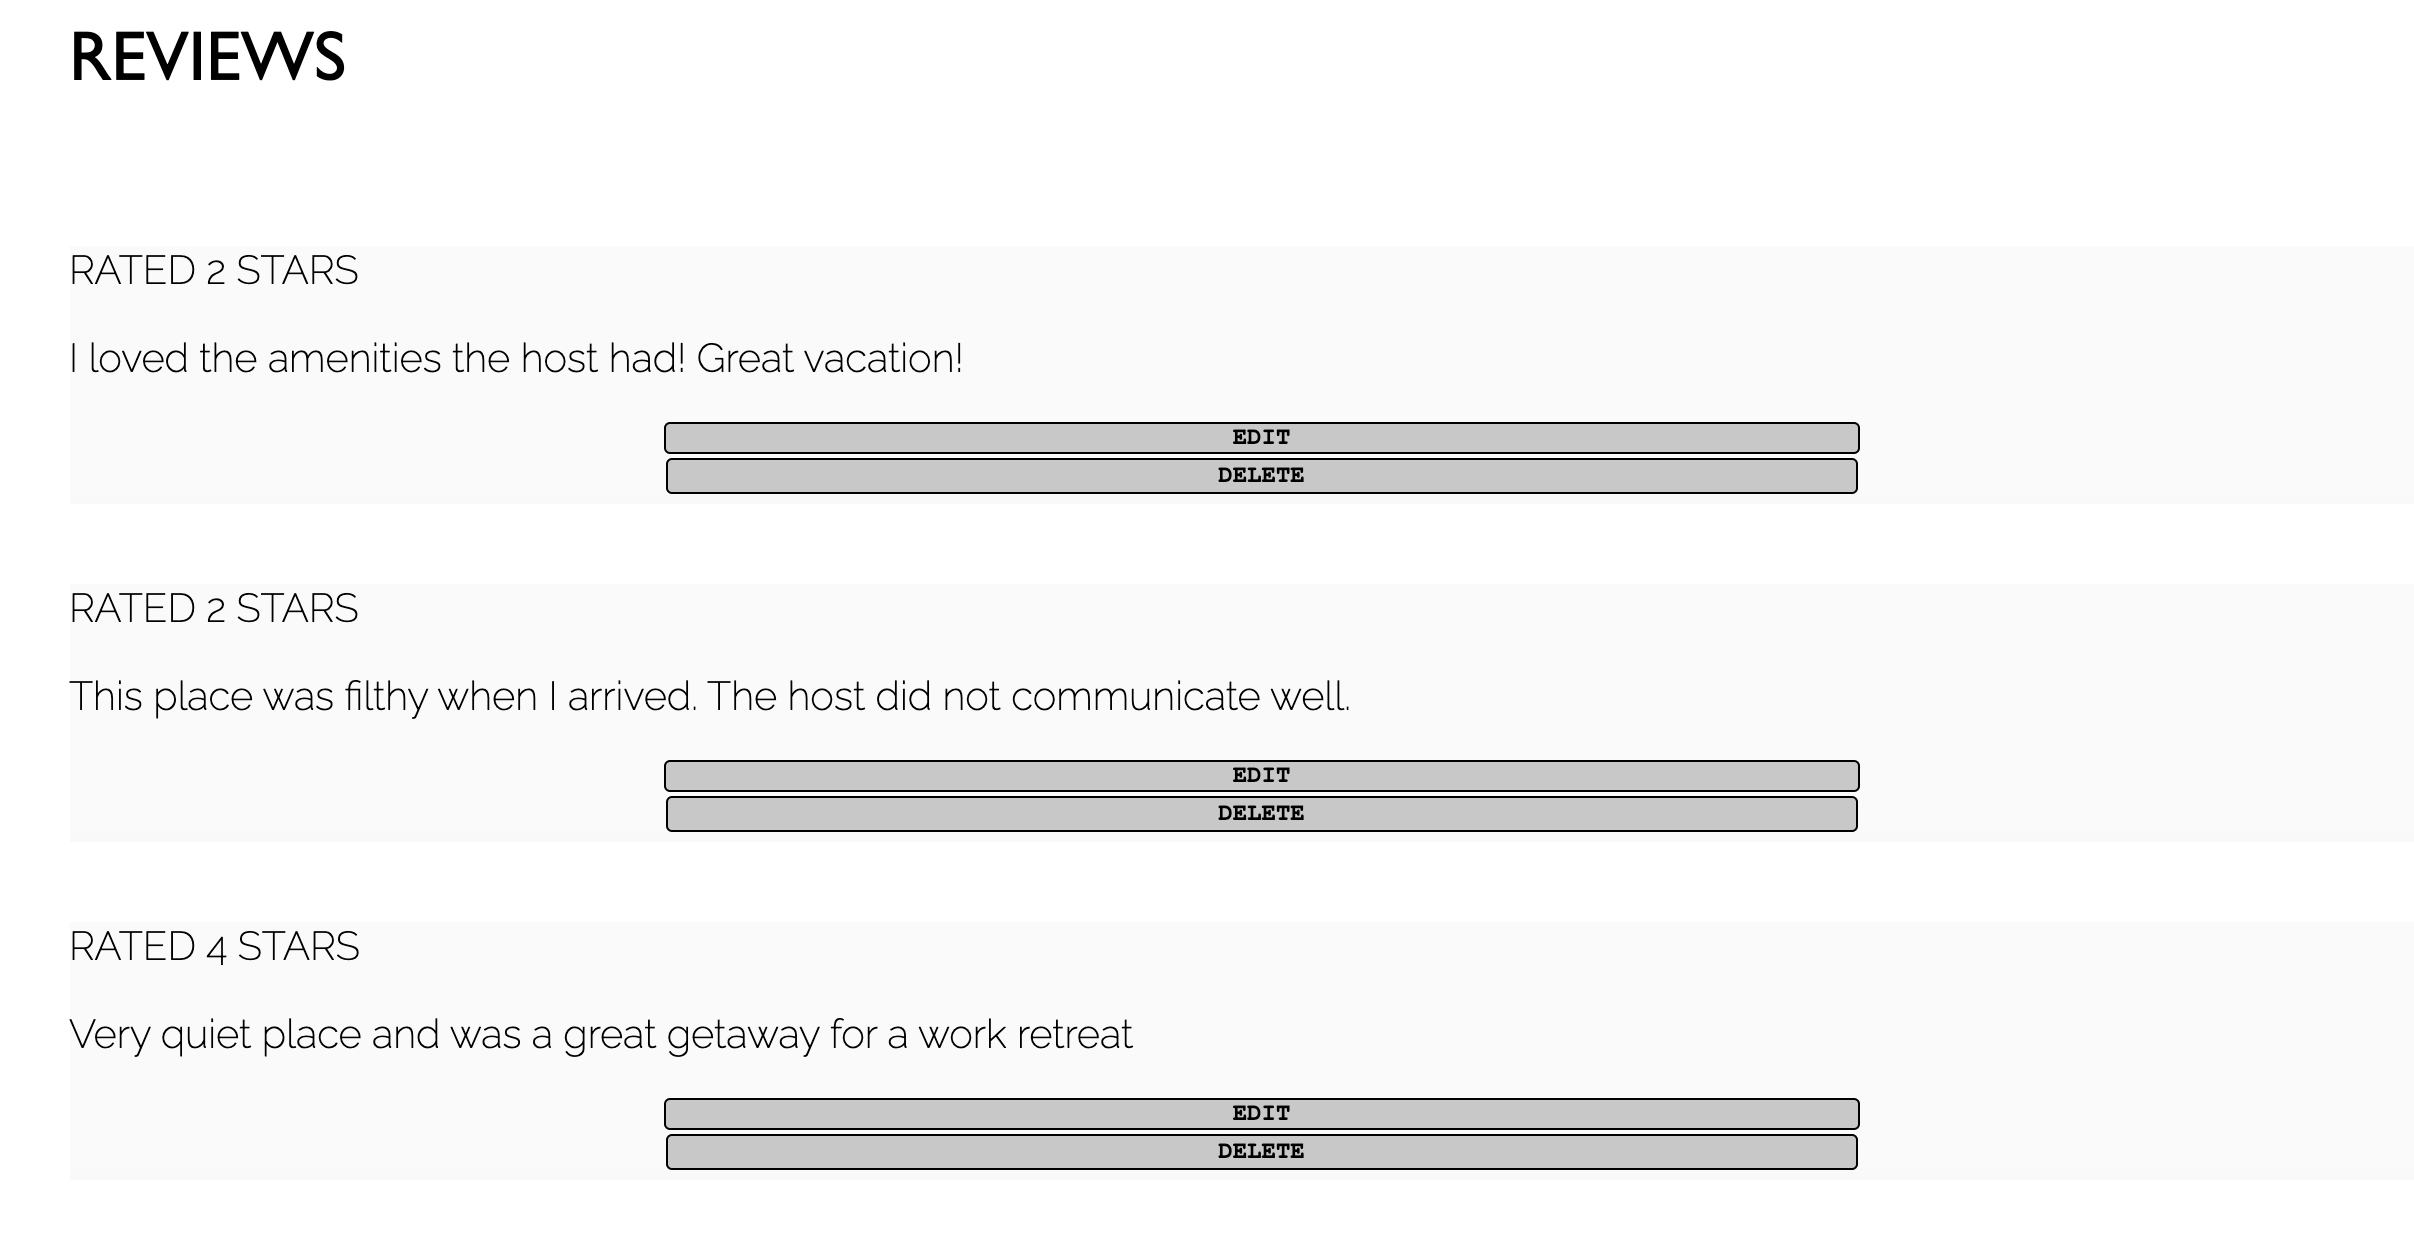 REVIEWS
RATED 2 STARS
I loved the amenities the host had! Great vacation!
EDIT
DELETE
RATED 2 STARS
This place was filthy when I arrived. The host did not communicate well.
EDIT
DELETE
RATED 4 STARS
Very quiet place and was a great getaway for a work retreat
EDIT
DELETE